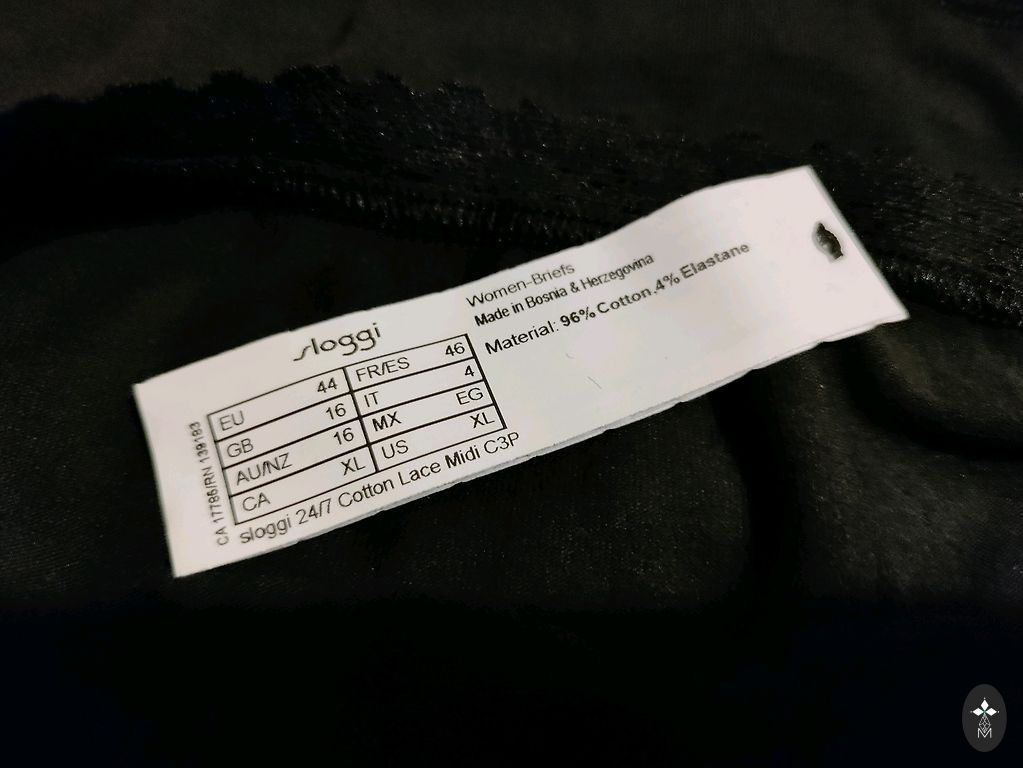 sloggi
EU 44 FR/ES 46
GB 16 IT 4
AU/NZ 16 MX EG
CA XL US XL
sloggi 24/7 Cotton Lace Midi C3P
CA 17785/RN 139193
Women-Briefs
Made in Bosnia & Herzegovina
Material: 96% Cotton.4% Elastane
M